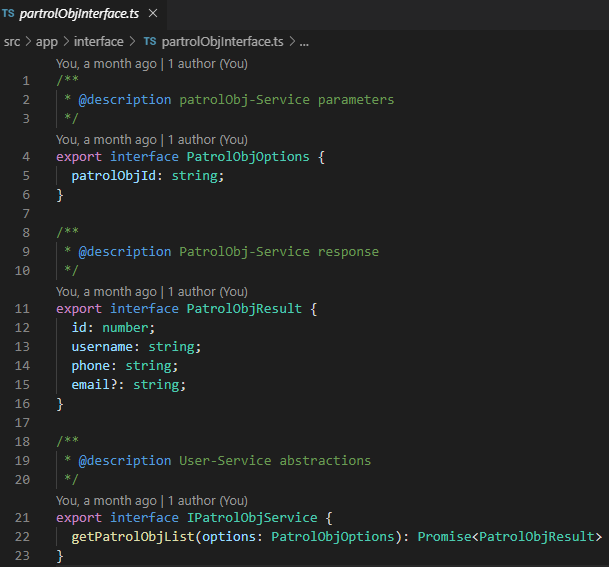 TS partrolObjInterface.ts ×
src > app > interface > TS partrolObjInterface.ts > ...
You, a month ago | 1 author (You)
1 /**
2  * @description patrolObj-Service parameters
3  */
You, a month ago | 1 author (You)
4 export interface PatrolObjOptions {
5   patrolObjId: string;
6 }
7
8 /**
9  * @description PatrolObj-Service response
10  */
You, a month ago | 1 author (You)
11 export interface PatrolObjResult {
12   id: number;
13   username: string;
14   phone: string;
15   email?: string;
16 }
17
18 /**
19  * @description User-Service abstractions
20  */
You, a month ago | 1 author (You)
21 export interface IPatrolObjService {
22   getPatrolObjList(options: PatrolObjOptions): Promise<PatrolObjResult>
23 }